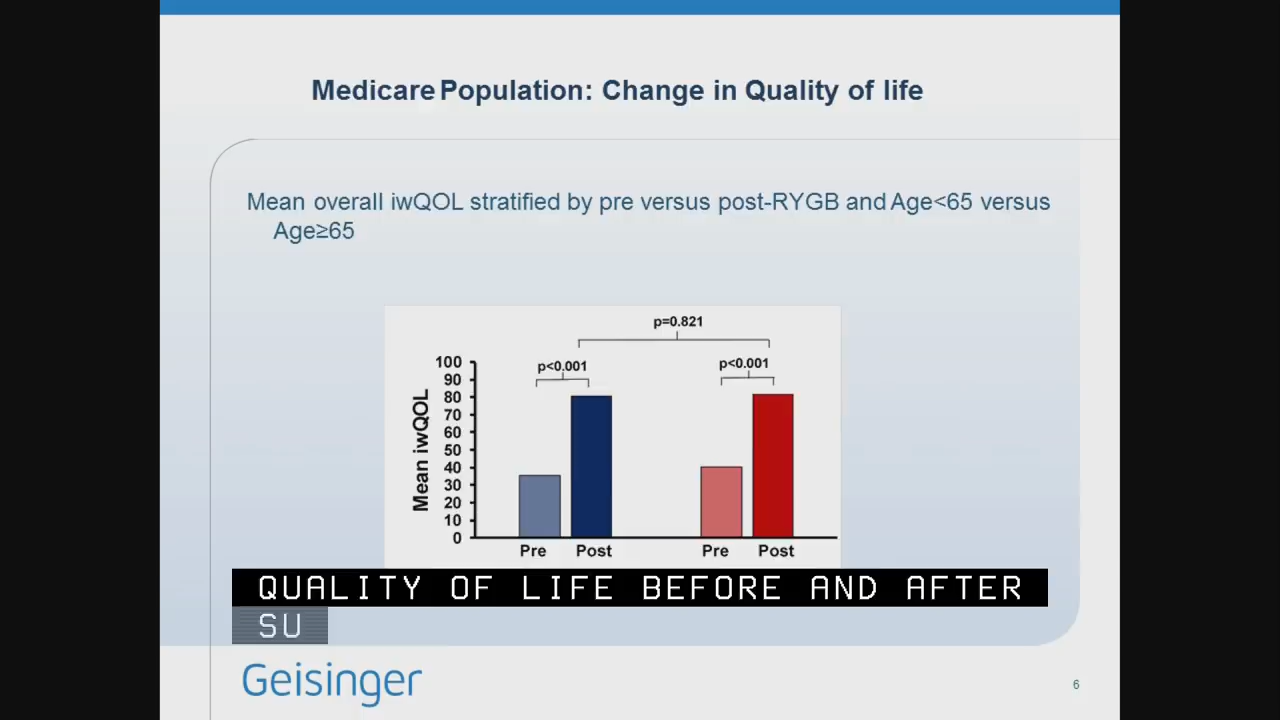 Medicare Population: Change in Quality of life
Mean overall iwQOL stratified by pre versus post-RYGB and Age<65 versus
Age≥65
p=0.821
p<0.001
p<0.001
Mean iwQOL
100
90
80
70
60
50
40
30
20
10
0
Pre
Post
Pre
Post
QUALITY OF LIFE BEFORE AND AFTER
SU
Geisinger
6